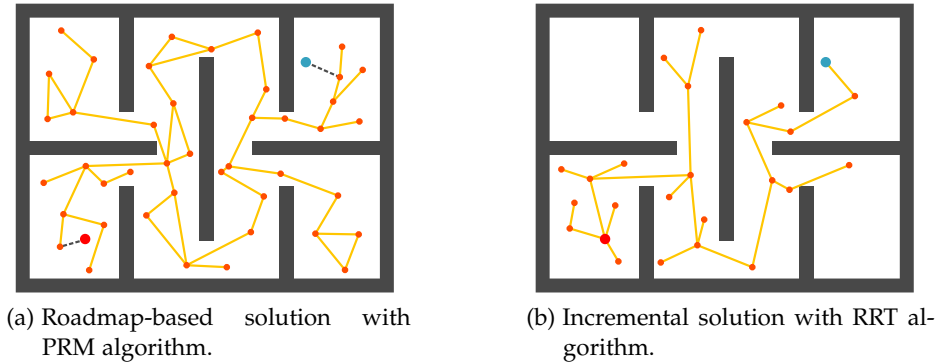 (a) Roadmap-based solution with
PRM algorithm.
(b) Incremental solution with RRT al-
gorithm.